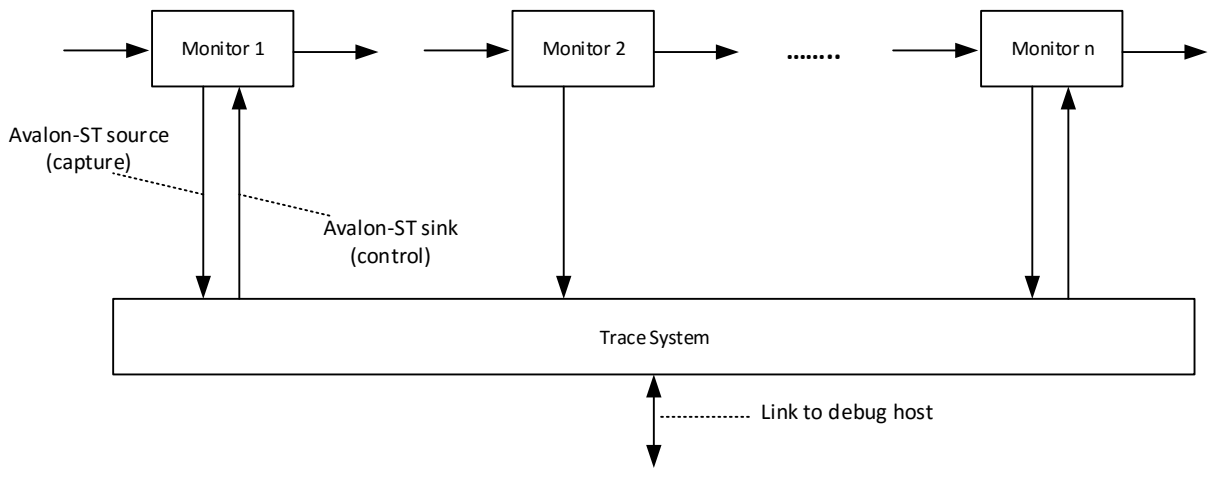 Monitor 1
Monitor 2
........
Monitor n
Avalon-ST source
(capture)
Avalon-ST sink
(control)
Trace System
Link to debug host